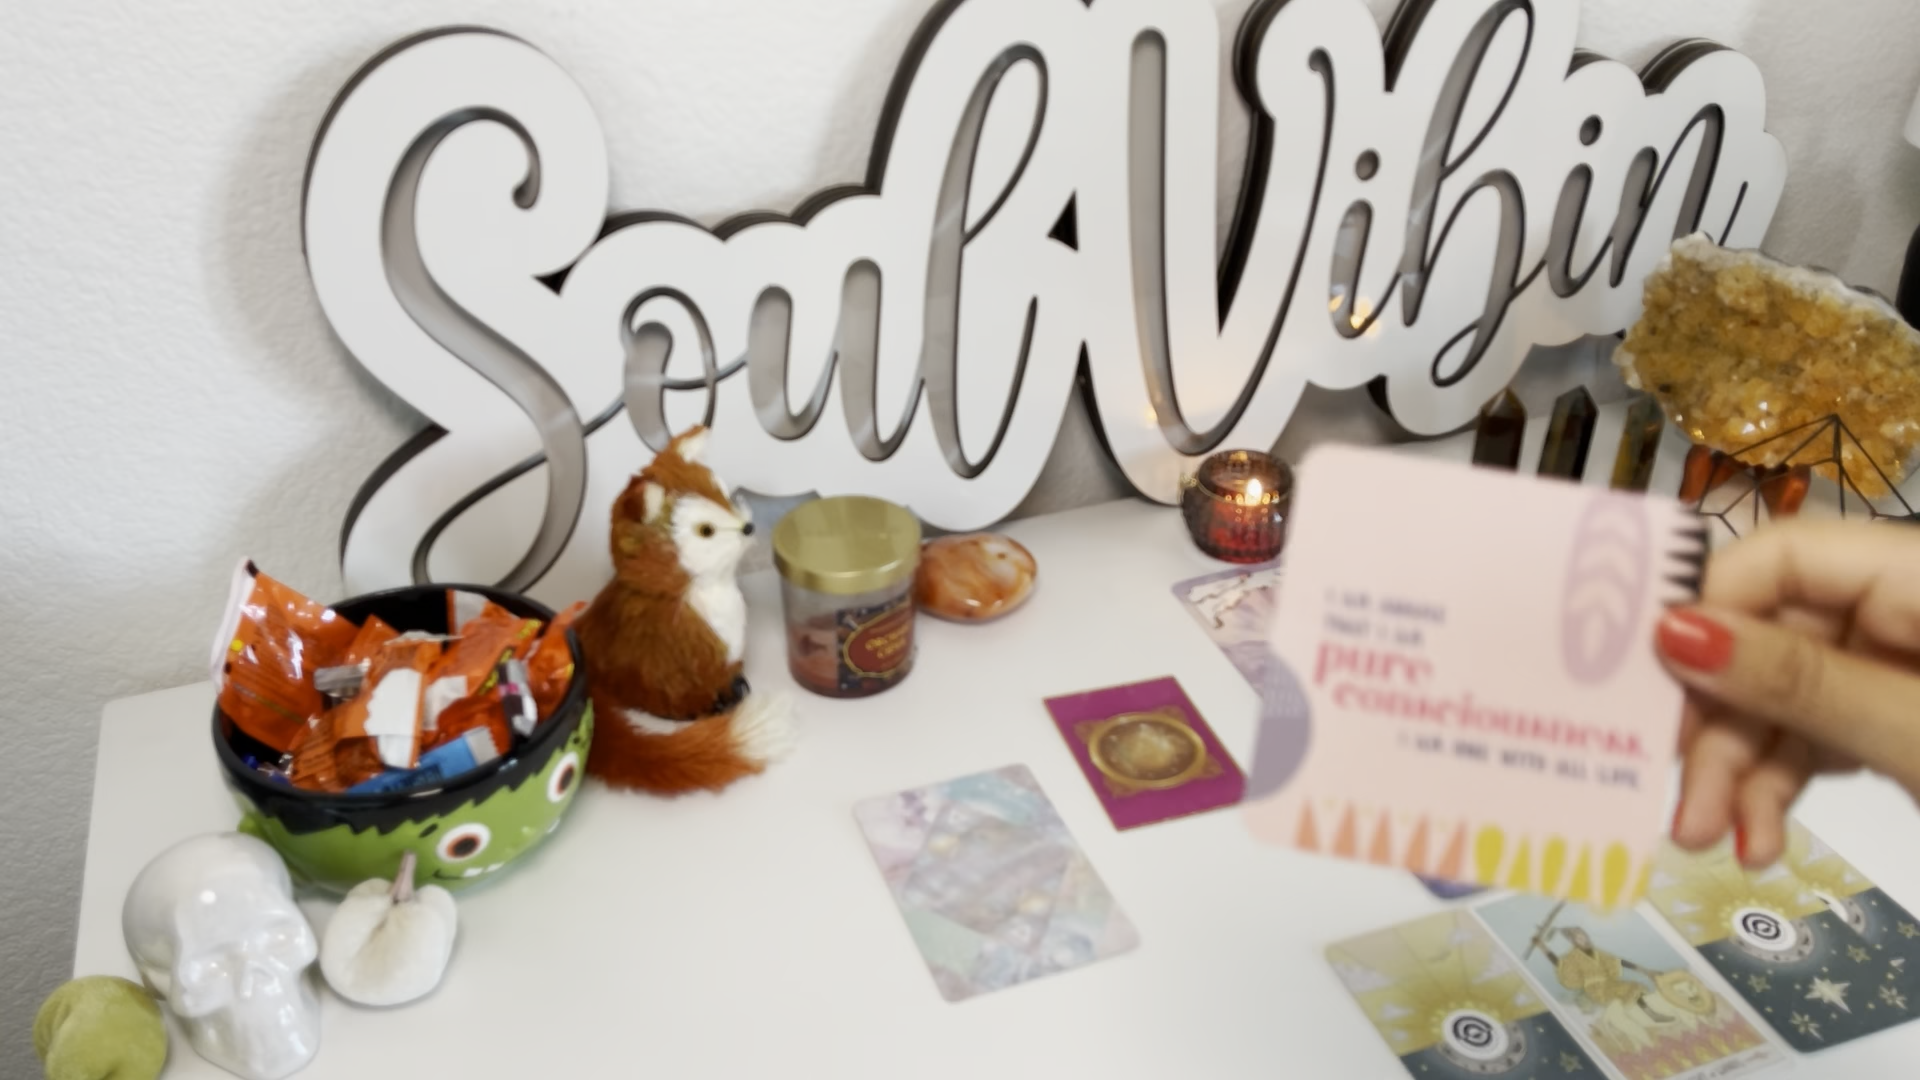 Soul Vibin
I AM AWARE
THAT I AM
pure
consciousness.
I AM ONE WITH ALL LIFE.